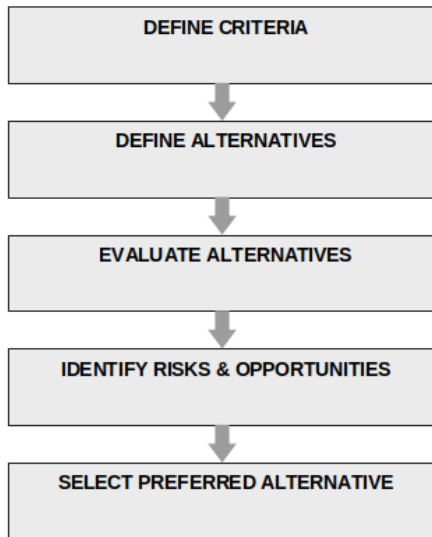 DEFINE CRITERIA
DEFINE ALTERNATIVES
EVALUATE ALTERNATIVES
IDENTIFY RISKS & OPPORTUNITIES
SELECT PREFERRED ALTERNATIVE